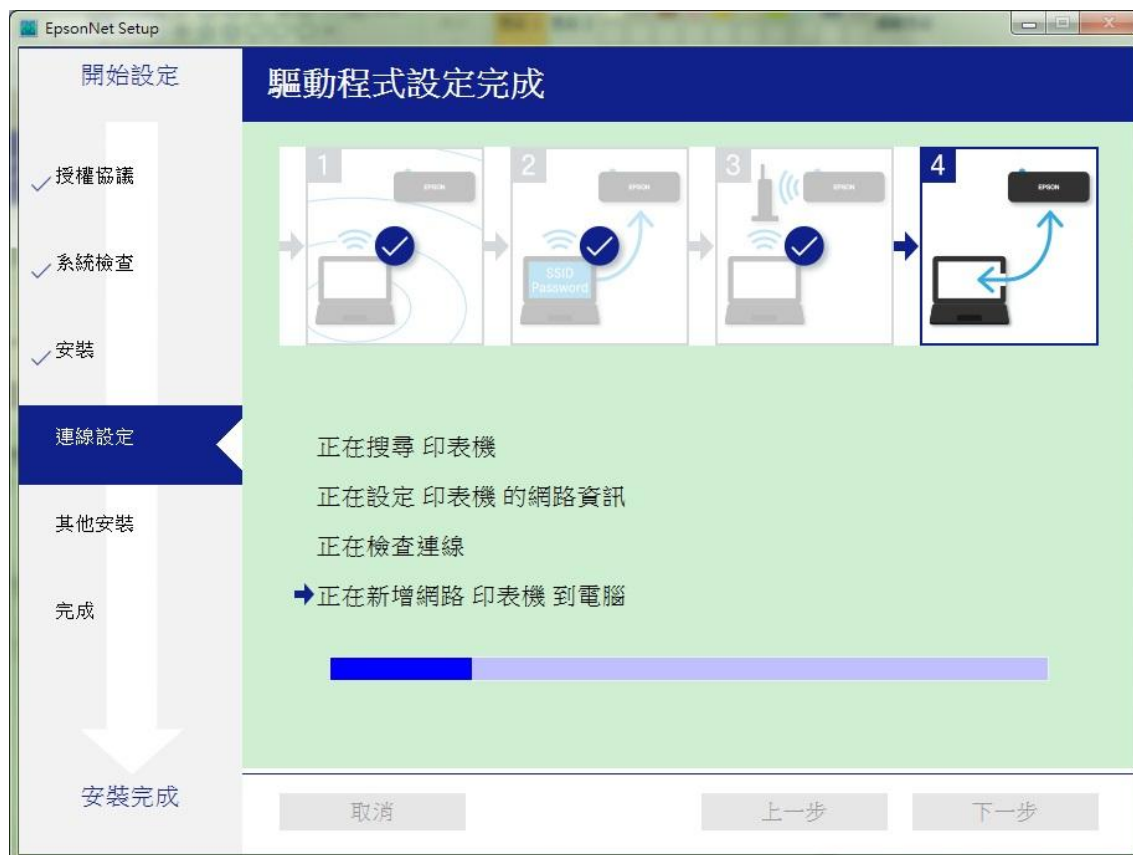 EpsonNet Setup
開始設定
授權協議
系統檢查
安裝
連線設定
其他安裝
完成
安裝完成
驅動程式設定完成
1
EPSON
2
EPSON
SSID
Password
3
EPSON
4
EPSON
正在搜尋 印表機
正在設定 印表機 的網路資訊
正在檢查連線
正在新增網路 印表機 到電腦
取消
上一步
下一步